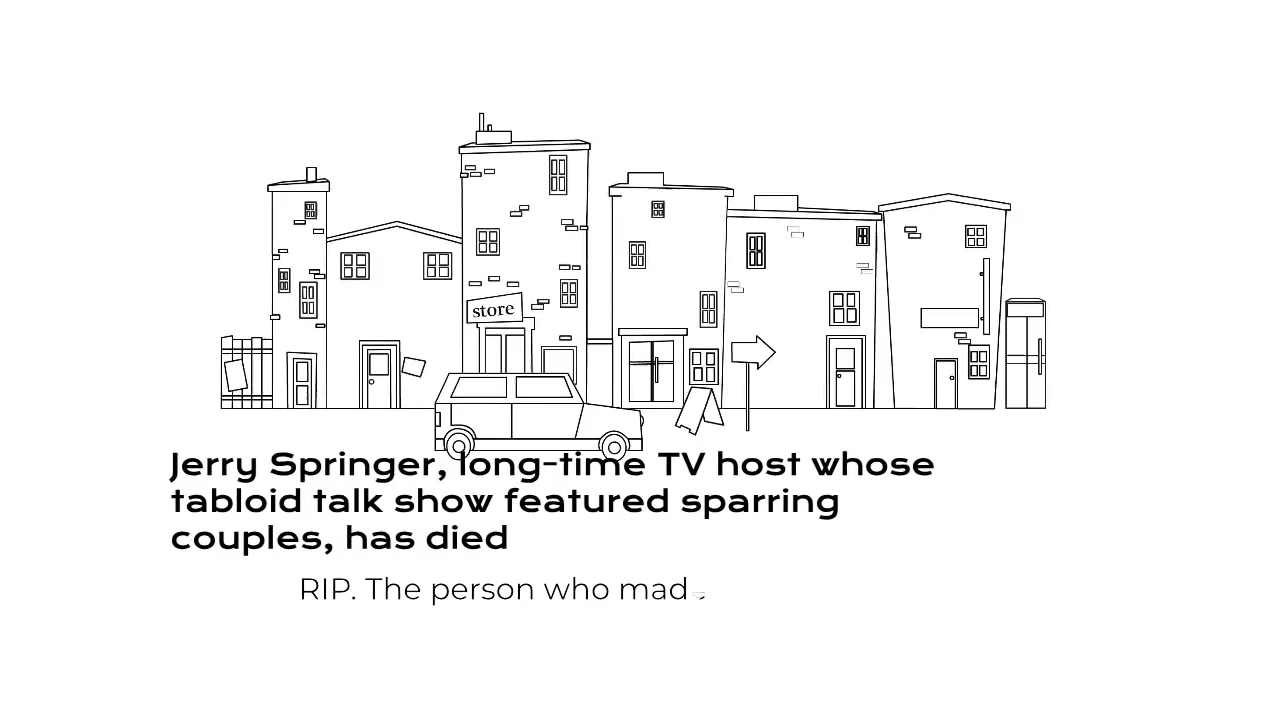 store
Jerry Springer, long-time TV host whose
tabloid talk show featured sparring
couples, has died
RIP. The person who mad